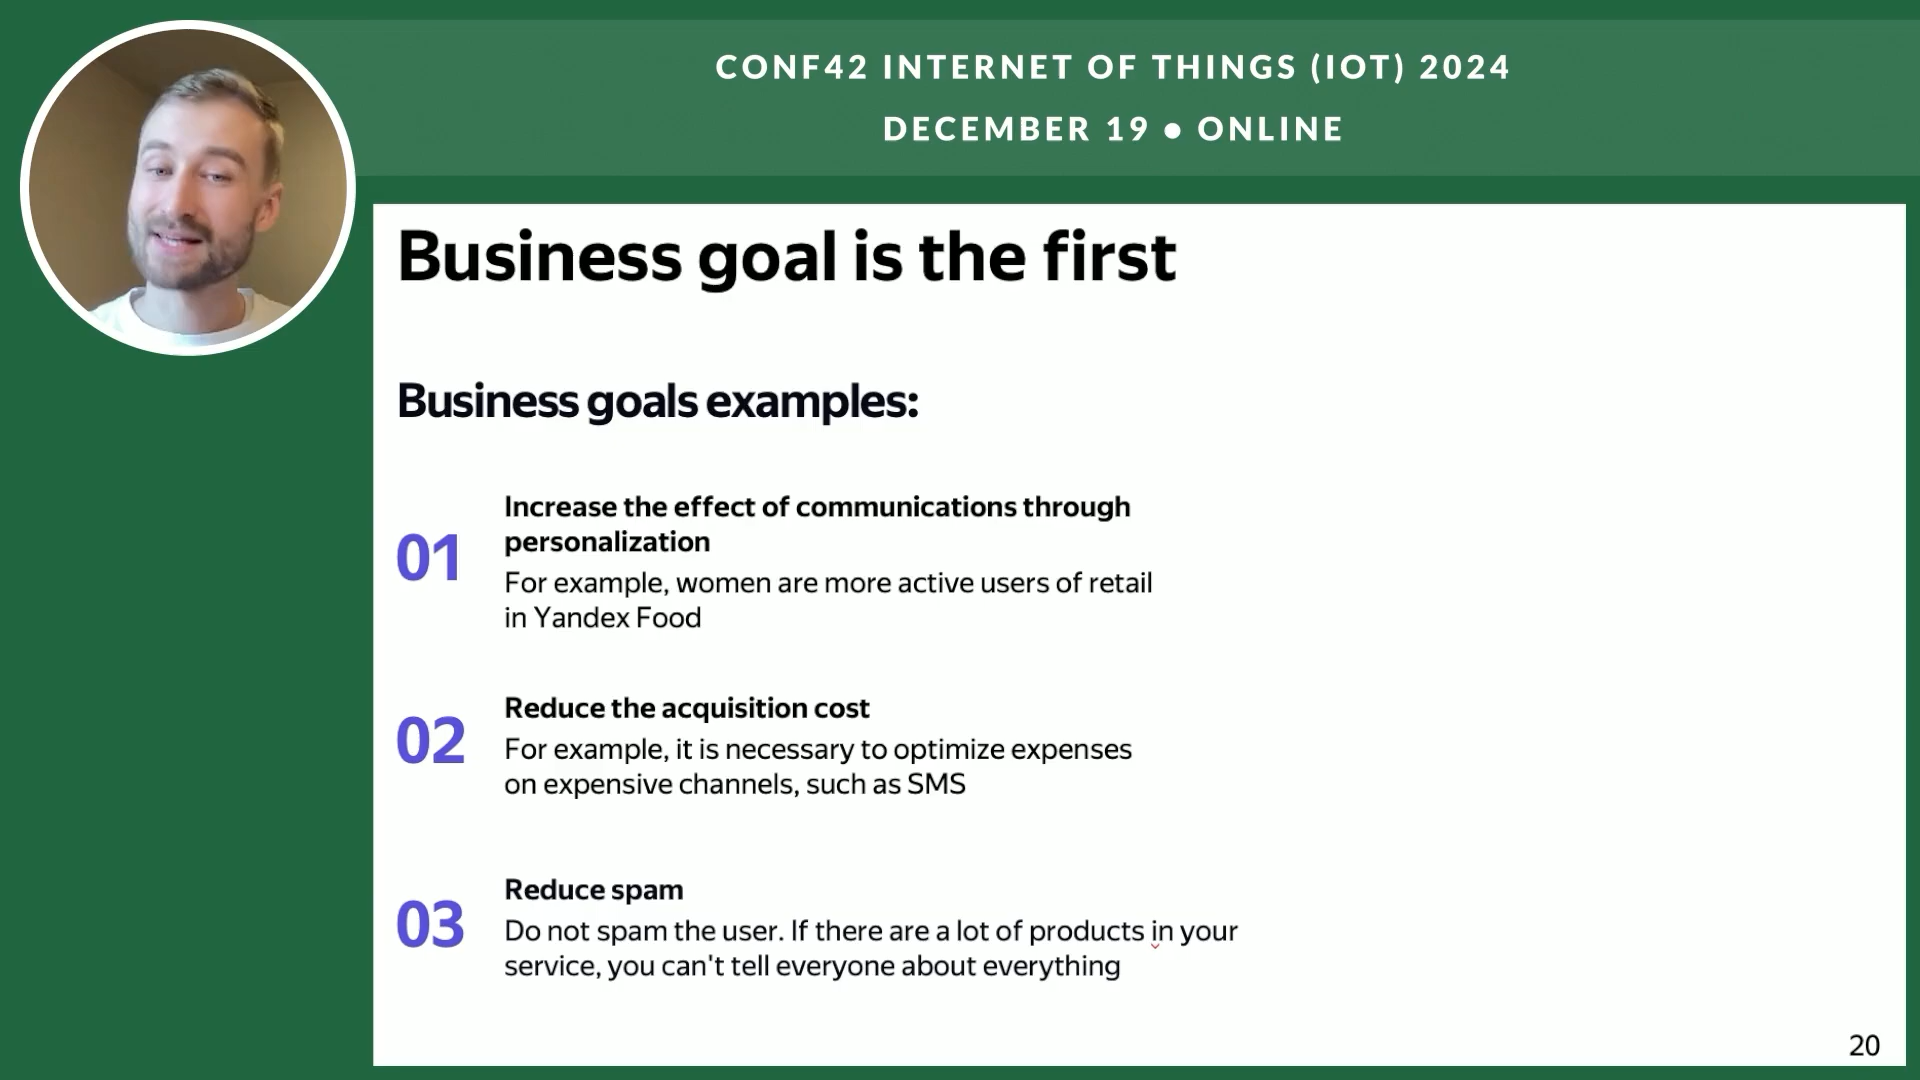 CONF42 INTERNET OF THINGS (IOT) 2024
DECEMBER 19 ● ONLINE
Business goal is the first
Business goals examples:
01
Increase the effect of communications through
personalization
For example, women are more active users of retail
in Yandex Food
02
Reduce the acquisition cost
For example, it is necessary to optimize expenses
on expensive channels, such as SMS
03
Reduce spam
Do not spam the user. If there are a lot of products in your
service, you can't tell everyone about everything
20